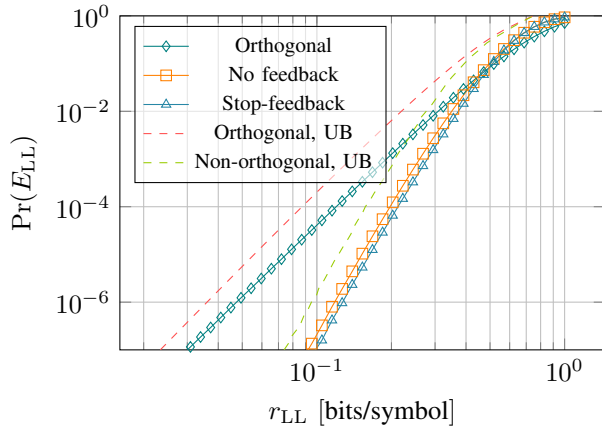 10^0
10^−2
10^−4
10^−6
Pr(E_LL)
Orthogonal
No feedback
Stop-feedback
Orthogonal, UB
Non-orthogonal, UB
10^−1
10^0
r_LL [bits/symbol]